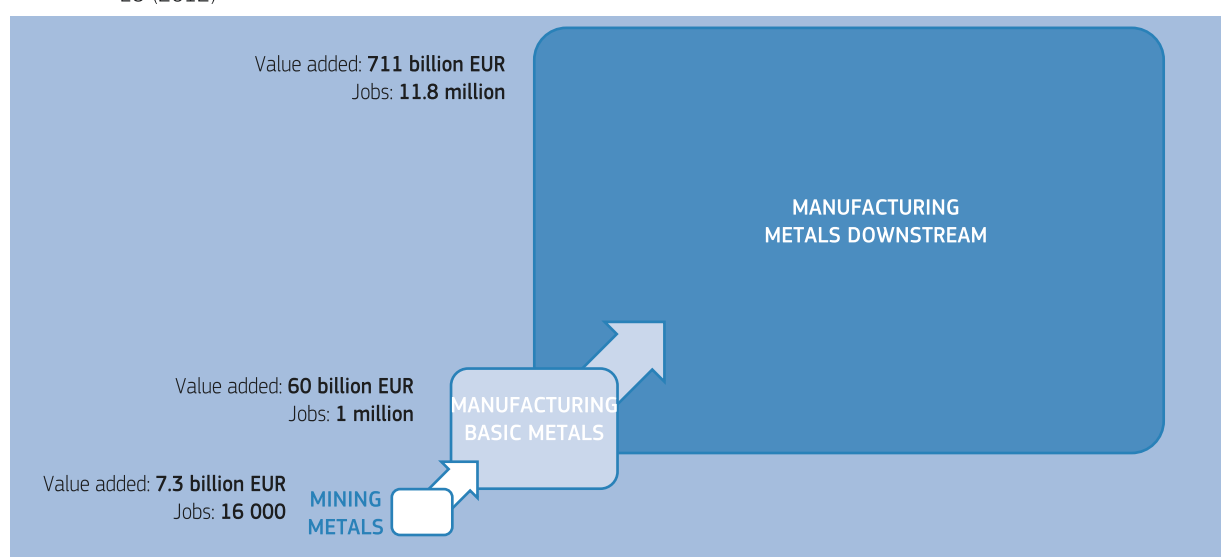 (2012)
Value added: 711 billion EUR
Jobs: 11.8 million
MANUFACTURING
METALS DOWNSTREAM
Value added: 60 billion EUR
Jobs: 1 million
MANUFACTURING
BASIC METALS
Value added: 7.3 billion EUR
Jobs: 16 000
MINING
METALS